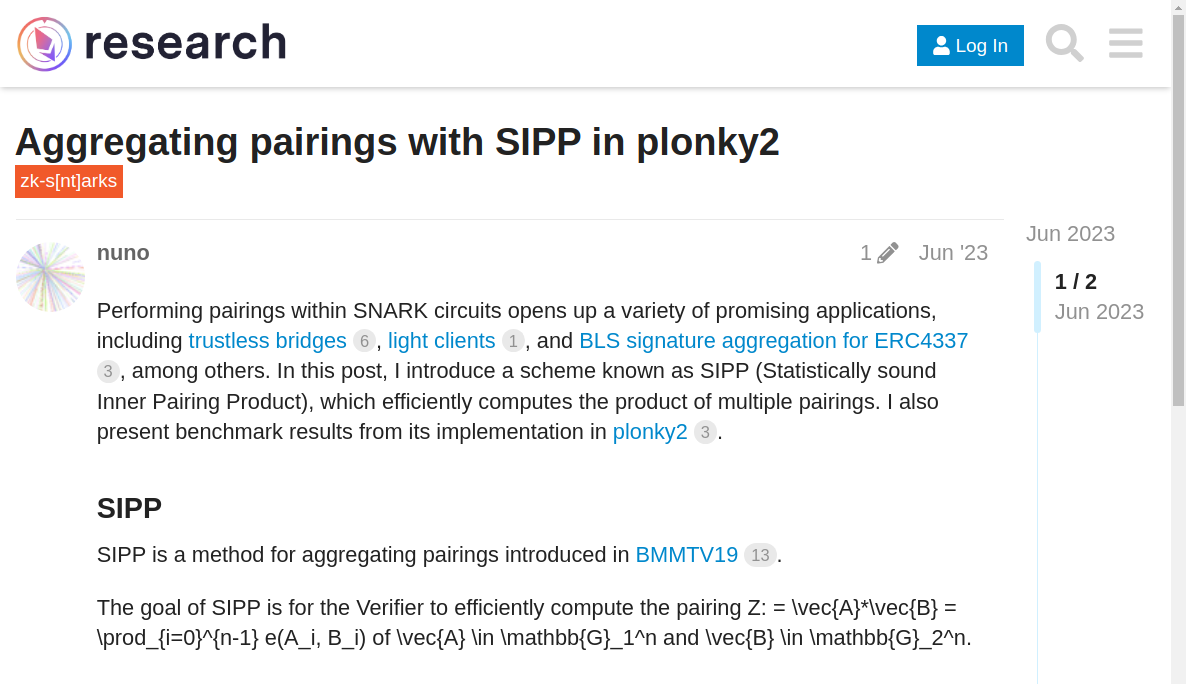 research
Log In
Aggregating pairings with SIPP in plonky2
zk-s[nt]arks
nuno
1
Jun '23
Jun 2023
1 / 2
Jun 2023
Performing pairings within SNARK circuits opens up a variety of promising applications,
including trustless bridges 6, light clients 1, and BLS signature aggregation for ERC4337
3, among others. In this post, I introduce a scheme known as SIPP (Statistically sound
Inner Pairing Product), which efficiently computes the product of multiple pairings. I also
present benchmark results from its implementation in plonky2 3.
SIPP
SIPP is a method for aggregating pairings introduced in BMMTV19 13.
The goal of SIPP is for the Verifier to efficiently compute the pairing Z: = \vec{A}*\vec{B} =
\prod_{i=0}^{n-1} e(A_i, B_i) of \vec{A} \in \mathbb{G}_1^n and \vec{B} \in \mathbb{G}_2^n.